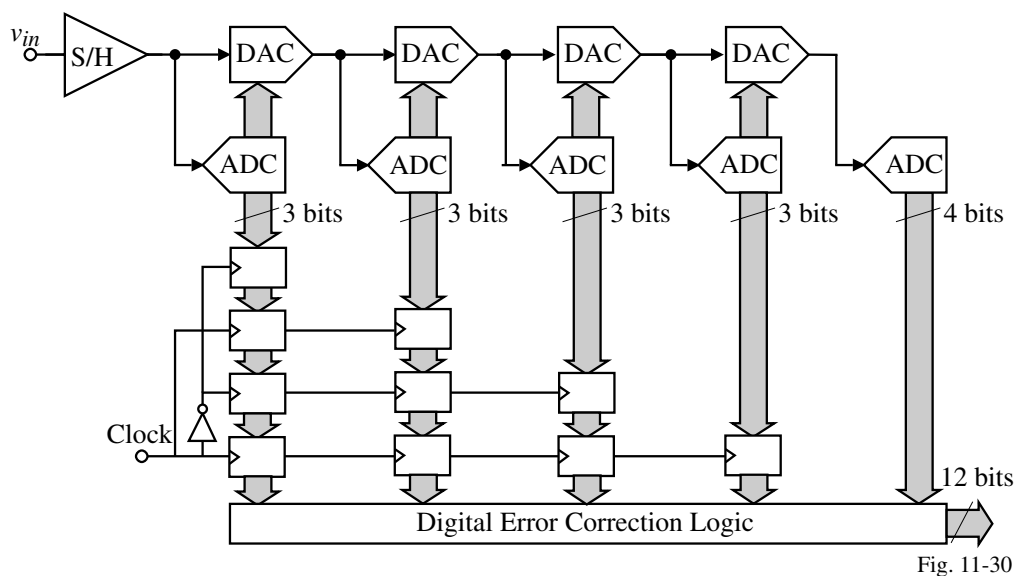 v_in
S/H
DAC
DAC
DAC
DAC
ADC
ADC
ADC
ADC
ADC
3 bits
3 bits
3 bits
3 bits
4 bits
Clock
12 bits
Digital Error Correction Logic
Fig. 11-30